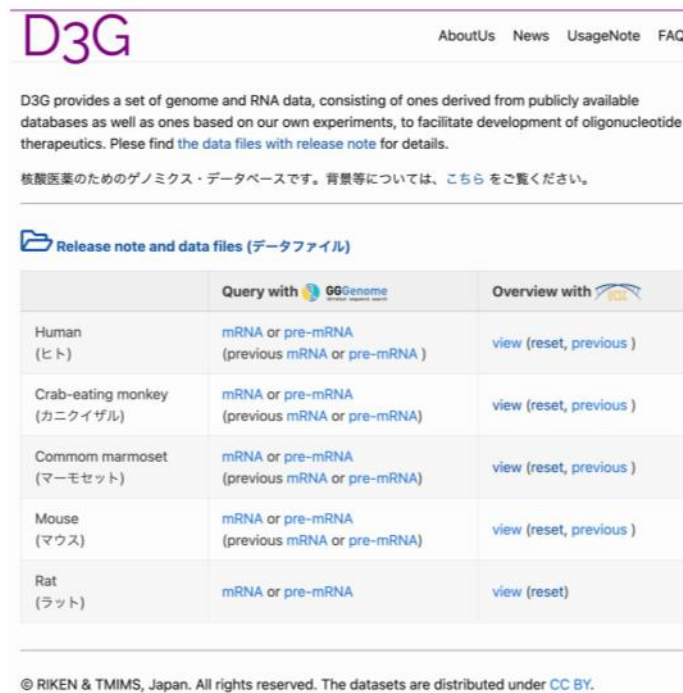 D3G
AboutUs News UsageNote FAQ
D3G provides a set of genome and RNA data, consisting of ones derived from publicly available
databases as well as ones based on our own experiments, to facilitate development of oligonucleotide
therapeutics. Plese find the data files with release note for details.
核酸医薬のためのゲノミクス・データベースです。背景等については、こちら をご覧ください。
Release note and data files (データファイル)
Query with GGGenome Overview with
Human mRNA or pre-mRNA view (reset, previous )
(ヒト) (previous mRNA or pre-mRNA )
Crab-eating monkey mRNA or pre-mRNA view (reset, previous )
(カニクイザル) (previous mRNA or pre-mRNA)
Commom marmoset mRNA or pre-mRNA view (reset, previous )
(マーモセット) (previous mRNA or pre-mRNA)
Mouse mRNA or pre-mRNA view (reset, previous )
(マウス) (previous mRNA or pre-mRNA)
Rat mRNA or pre-mRNA view (reset)
(ラット)
© RIKEN & TMIMS, Japan. All rights reserved. The datasets are distributed under CC BY.